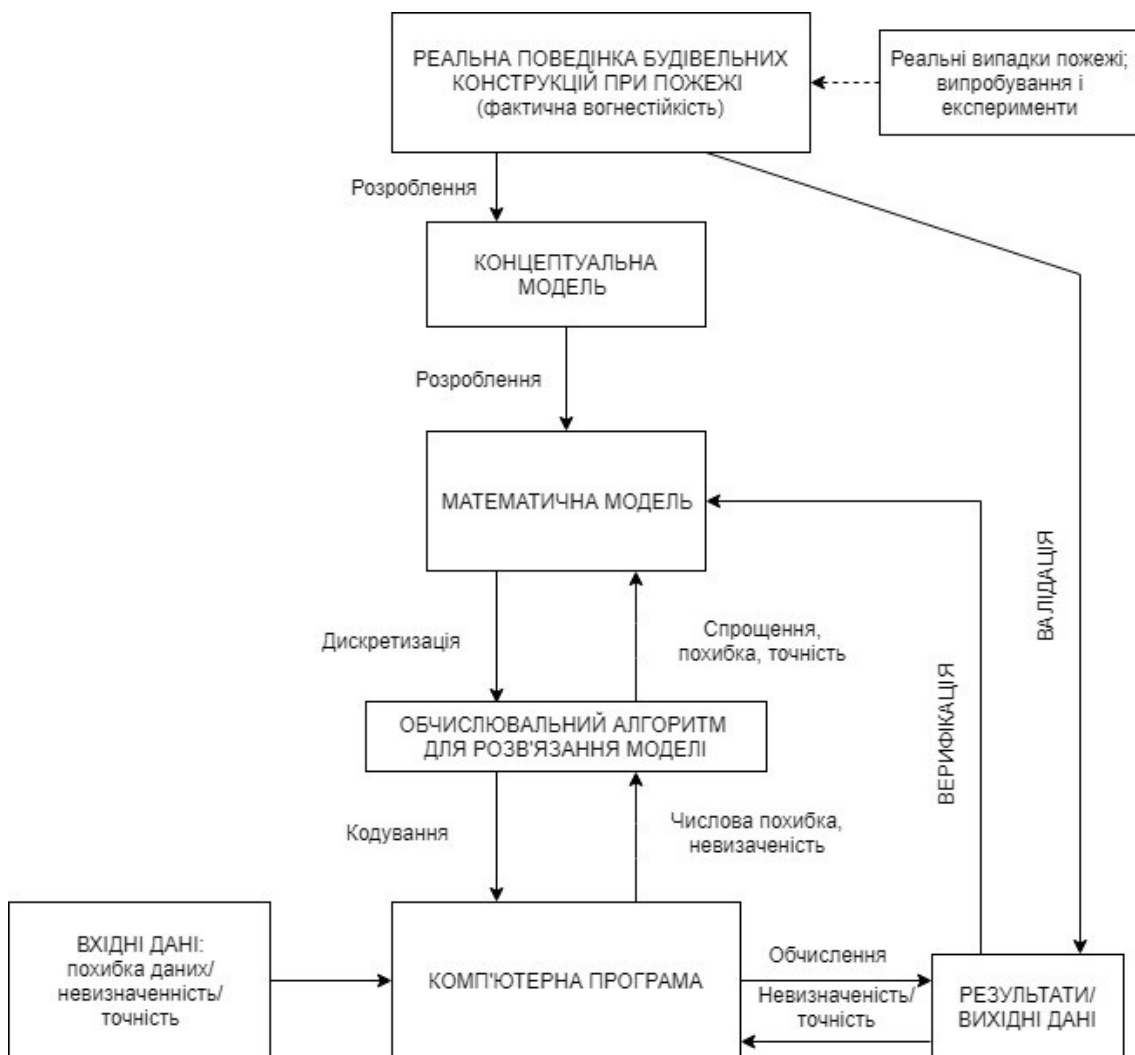 РЕАЛЬНА ПОВЕДІНКА БУДІВЕЛЬНИХ
КОНСТРУКЦІЙ ПРИ ПОЖЕЖІ
(фактична вогнестійкість)
Реальні випадки пожежі;
випробування і
експерименти
Розроблення
КОНЦЕПТУАЛЬНА
МОДЕЛЬ
Розроблення
МАТЕМАТИЧНА МОДЕЛЬ
ВАЛІДАЦІЯ
Дискретизація
Спрощення,
похибка, точність
ВЕРИФІКАЦІЯ
ОБЧИСЛЮВАЛЬНИЙ АЛГОРИТМ
ДЛЯ РОЗВ'ЯЗАННЯ МОДЕЛІ
Кодування
Числова похибка,
невизаченість
ВХІДНІ ДАНІ:
похибка даних/
невизначенність/
точність
КОМП'ЮТЕРНА ПРОГРАМА
Обчислення
Невизначеність/
точність
РЕЗУЛЬТАТИ/
ВИХІДНІ ДАНІ